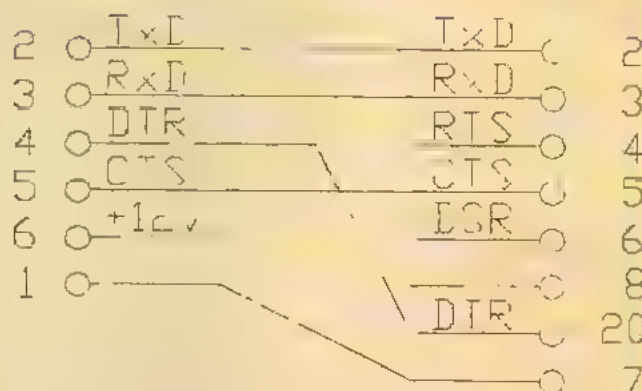 2 TxD TxD 2
3 RxD RxD 3
4 DTR RTS 4
5 CTS CTS 5
6 DSR 6
1 8
DTR 20
7